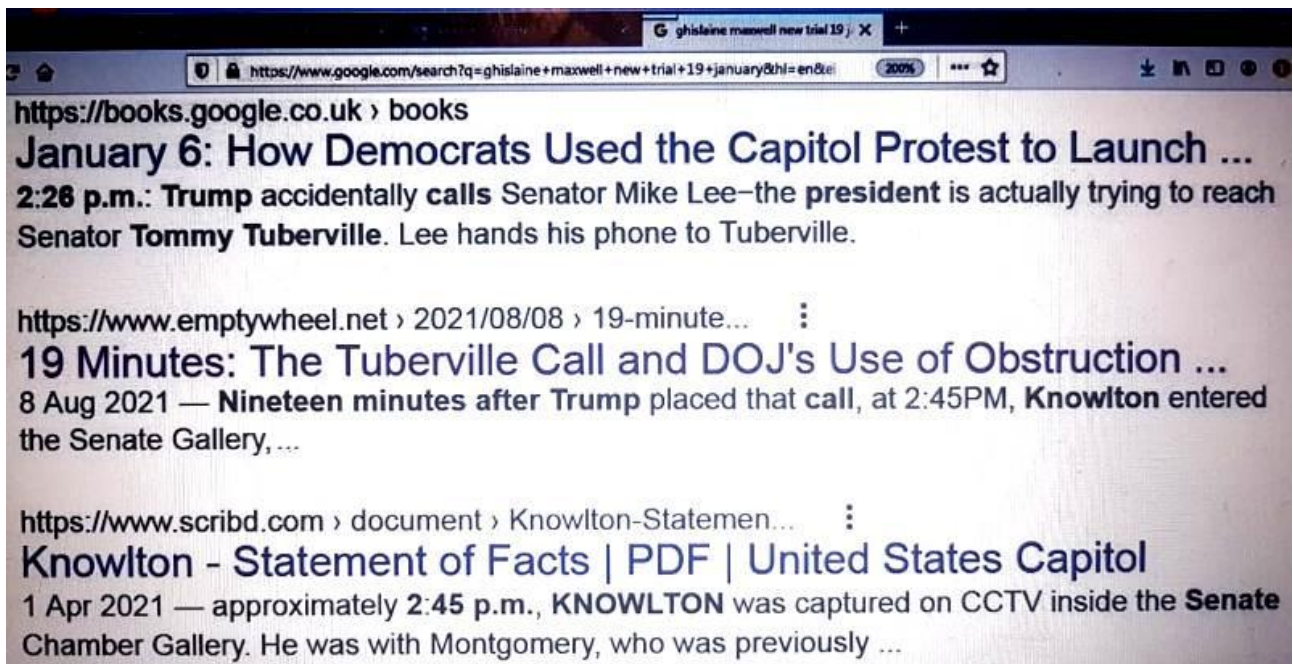 G ghislaine maxwell new trial 19 j
https://www.google.com/search?q=ghislaine+maxwell+new+trial+19+january&hl=en&ei
200%
https://books.google.co.uk › books
January 6: How Democrats Used the Capitol Protest to Launch ...
2:26 p.m.: Trump accidentally calls Senator Mike Lee–the president is actually trying to reach
Senator Tommy Tuberville. Lee hands his phone to Tuberville.
https://www.emptywheel.net › 2021/08/08 › 19-minute...
19 Minutes: The Tuberville Call and DOJ's Use of Obstruction ...
8 Aug 2021 — Nineteen minutes after Trump placed that call, at 2:45PM, Knowlton entered
the Senate Gallery, ...
https://www.scribd.com › document › Knowlton-Statemen...
Knowlton - Statement of Facts | PDF | United States Capitol
1 Apr 2021 — approximately 2:45 p.m., KNOWLTON was captured on CCTV inside the Senate
Chamber Gallery. He was with Montgomery, who was previously ...